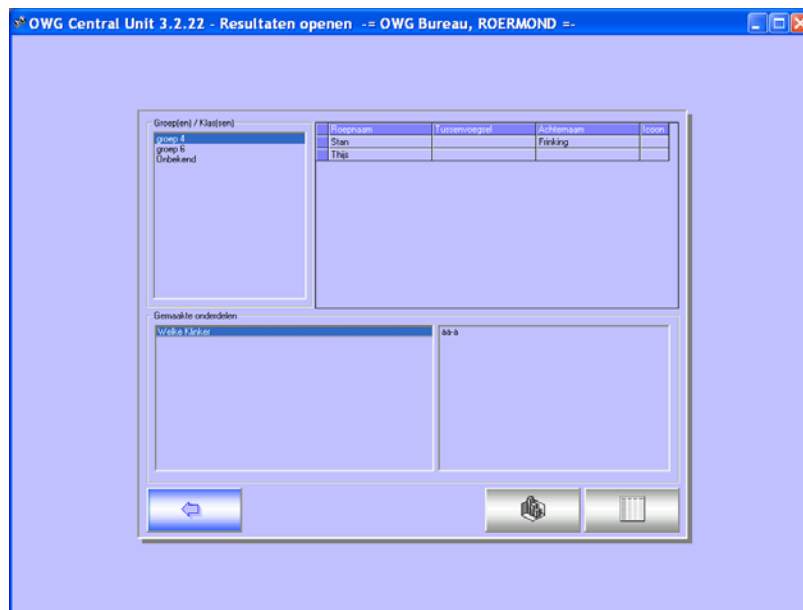 OWG Central Unit 3.2.22 - Resultaten openen -= OWG Bureau, ROERMOND =-
Groep(en) / Klas(sen)
groep 4
groep 6
Onbekend
Roepnaam Tussenvoegsel Achternaam Icoon
Stan Frinking
Thijs
Gemaakte onderdelen
Welke Klinker
aa-a